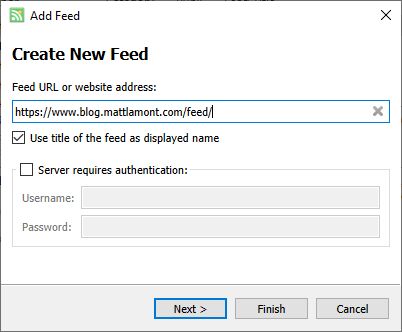 Add Feed
Create New Feed
Feed URL or website address:
https://www.blog.mattlamont.com/feed/
Use title of the feed as displayed name
Server requires authentication:
Username:
Password:
Next >
Finish
Cancel